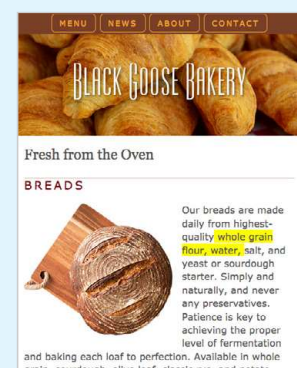 MENU NEWS ABOUT CONTACT
BLACK GOOSE BAKERY
Fresh from the Oven
BREADS
Our breads are made
daily from highest-
quality whole grain
flour, water, salt, and
yeast or sourdough
starter. Simply and
naturally, and never
any preservatives.
Patience is key to
achieving the proper
level of fermentation
and baking each loaf to perfection. Available in whole